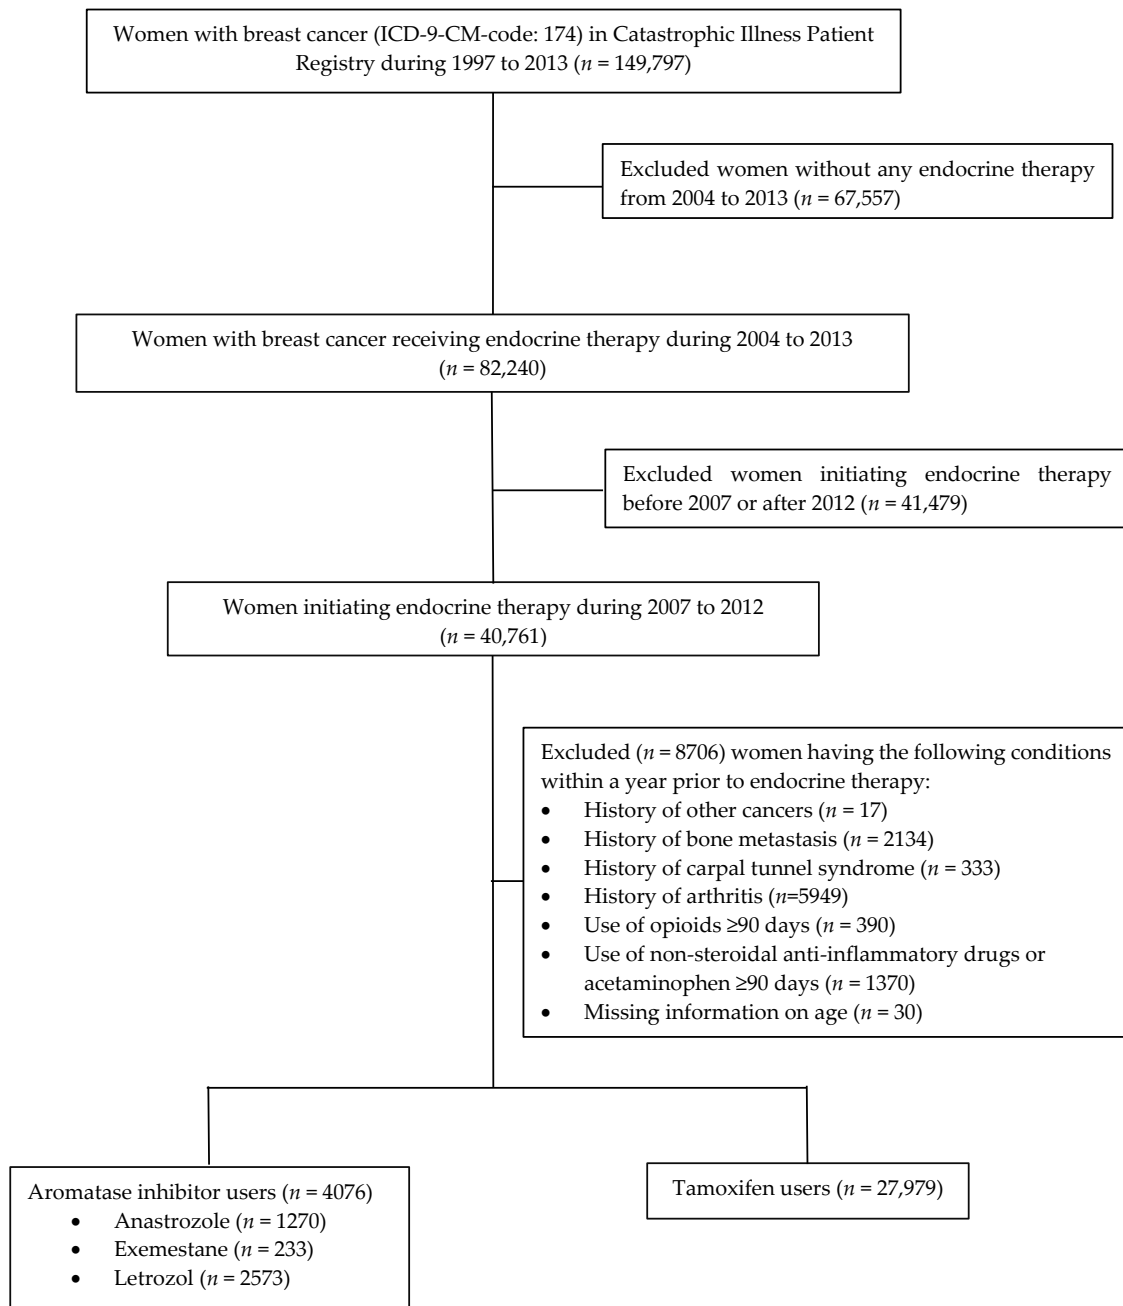 Women with breast cancer (ICD-9-CM-code: 174) in Catastrophic Illness Patient
Registry during 1997 to 2013 (n = 149,797)
Excluded women without any endocrine therapy
from 2004 to 2013 (n = 67,557)
Women with breast cancer receiving endocrine therapy during 2004 to 2013
(n = 82,240)
Excluded women initiating endocrine therapy
before 2007 or after 2012 (n = 41,479)
Women initiating endocrine therapy during 2007 to 2012
(n = 40,761)
Excluded (n = 8706) women having the following conditions
within a year prior to endocrine therapy:
• History of other cancers (n = 17)
• History of bone metastasis (n = 2134)
• History of carpal tunnel syndrome (n = 333)
• History of arthritis (n=5949)
• Use of opioids ≥90 days (n = 390)
• Use of non-steroidal anti-inflammatory drugs or
acetaminophen ≥90 days (n = 1370)
• Missing information on age (n = 30)
Aromatase inhibitor users (n = 4076)
• Anastrozole (n = 1270)
• Exemestane (n = 233)
• Letrozol (n = 2573)
Tamoxifen users (n = 27,979)